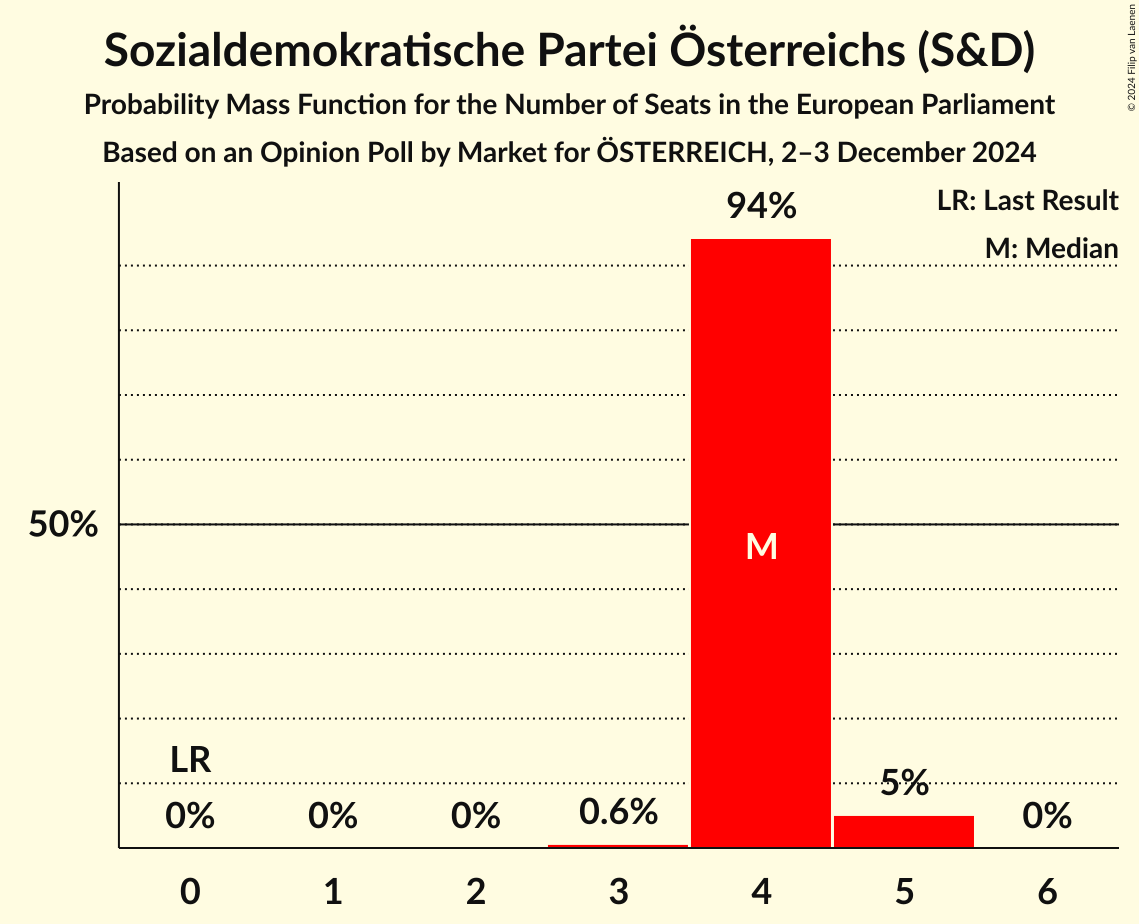 Sozialdemokratische Partei Österreichs (S&D)
Probability Mass Function for the Number of Seats in the European Parliament
Based on an Opinion Poll by Market for ÖSTERREICH, 2–3 December 2024
© 2024 Filip van Laenen
LR: Last Result
M: Median
94%
50%
M
LR
0%
0%
0%
0.6%
5%
0%
0
1
2
3
4
5
6